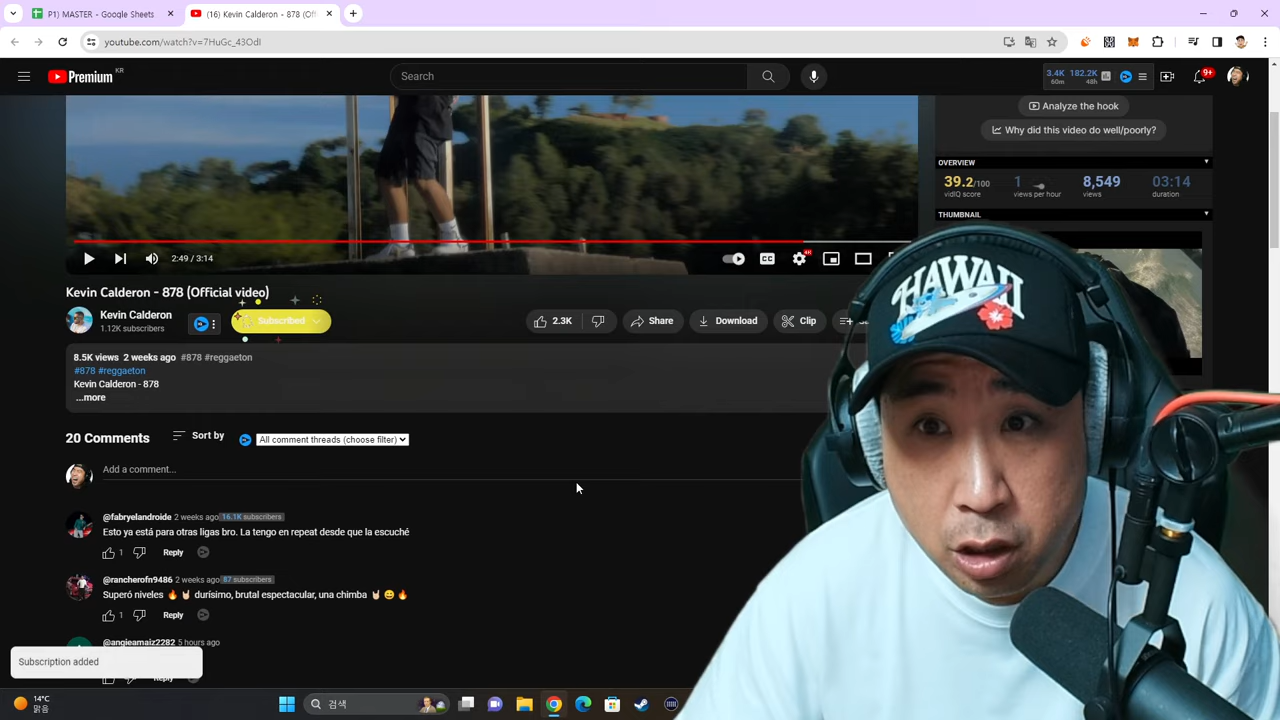 P1) MASTER - Google Sheets
(16) Kevin Calderon - 878 (Off
youtube.com/watch?v=7HuGc_43OdI
Premium KR
Search
3.4K 182.2K
60m 48h
9+
Analyze the hook
Why did this video do well/poorly?
OVERVIEW
39.2/100 1 8,549 03:14
vidIQ score views per hour views duration
THUMBNAIL
2:49 / 3:14
CC
Kevin Calderon - 878 (Official video)
Kevin Calderon
1.12K subscribers
Subscribed
2.3K
Share
Download
Clip
8.5K views 2 weeks ago #878 #reggaeton
#878 #reggaeton
Kevin Calderon - 878
...more
20 Comments
Sort by
All comment threads (choose filter)
Add a comment...
@fabryelandroide 2 weeks ago 16.1K subscribers
Esto ya está para otras ligas bro. La tengo en repeat desde que la escuché
1 Reply
@rancherofn9486 2 weeks ago 87 subscribers
Superó niveles 🔥 🤘 durísimo, brutal espectacular, una chimba 🤘 😄 🔥
1 Reply
@angieamaiz2282 5 hours ago
Reply
Subscription added
HAWAII
14°C
맑음
검색